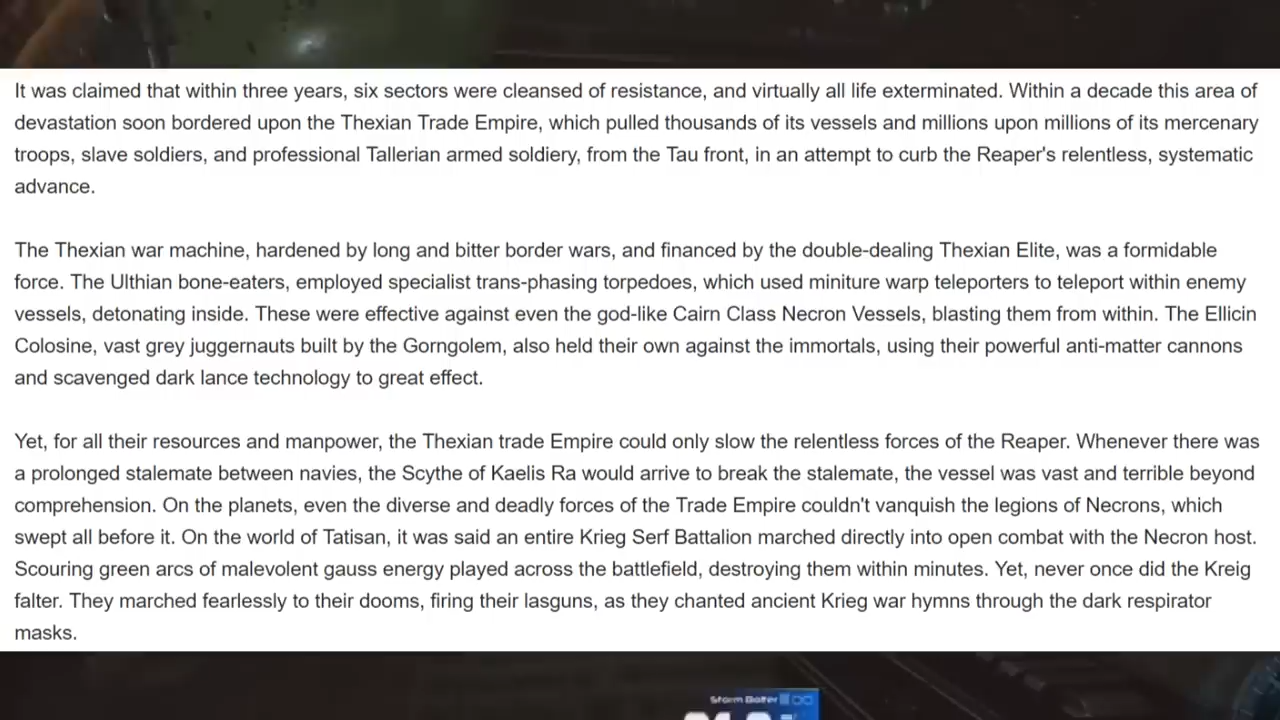 It was claimed that within three years, six sectors were cleansed of resistance, and virtually all life exterminated. Within a decade this area of
devastation soon bordered upon the Thexian Trade Empire, which pulled thousands of its vessels and millions upon millions of its mercenary
troops, slave soldiers, and professional Tallerian armed soldiery, from the Tau front, in an attempt to curb the Reaper's relentless, systematic
advance.
The Thexian war machine, hardened by long and bitter border wars, and financed by the double-dealing Thexian Elite, was a formidable
force. The Ulthian bone-eaters, employed specialist trans-phasing torpedoes, which used miniture warp teleporters to teleport within enemy
vessels, detonating inside. These were effective against even the god-like Cairn Class Necron Vessels, blasting them from within. The Ellicin
Colosine, vast grey juggernauts built by the Gorngolem, also held their own against the immortals, using their powerful anti-matter cannons
and scavenged dark lance technology to great effect.
Yet, for all their resources and manpower, the Thexian trade Empire could only slow the relentless forces of the Reaper. Whenever there was
a prolonged stalemate between navies, the Scythe of Kaelis Ra would arrive to break the stalemate, the vessel was vast and terrible beyond
comprehension. On the planets, even the diverse and deadly forces of the Trade Empire couldn't vanquish the legions of Necrons, which
swept all before it. On the world of Tatisan, it was said an entire Krieg Serf Battalion marched directly into open combat with the Necron host.
Scouring green arcs of malevolent gauss energy played across the battlefield, destroying them within minutes. Yet, never once did the Kreig
falter. They marched fearlessly to their dooms, firing their lasguns, as they chanted ancient Krieg war hymns through the dark respirator
masks.
Storm Bolter